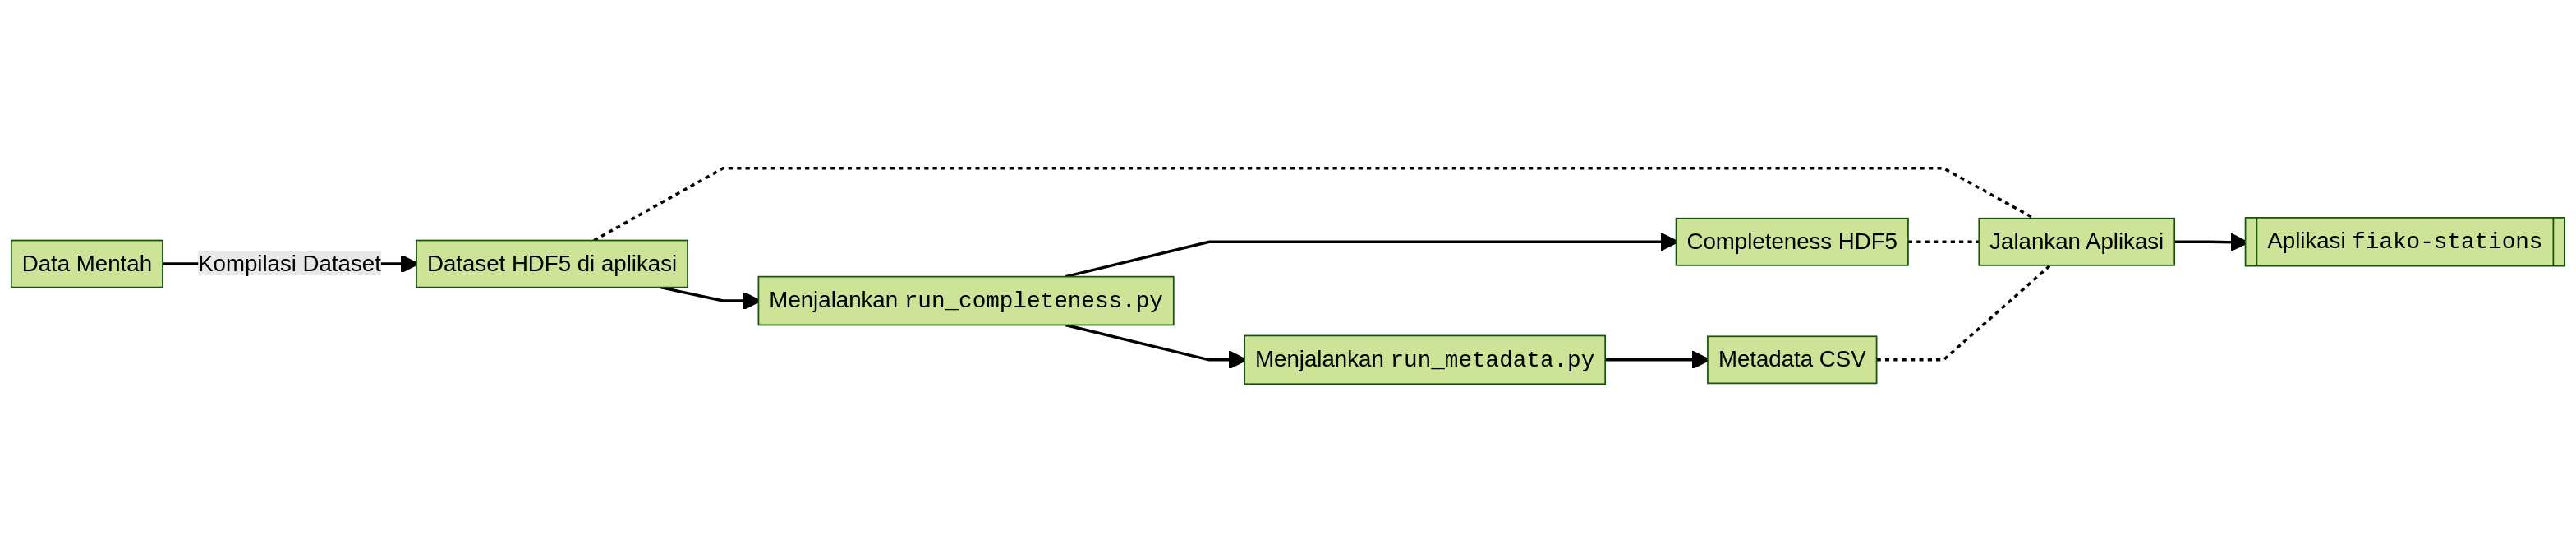 Data Mentah
Kompilasi Dataset
Dataset HDF5 di aplikasi
Menjalankan run_completeness.py
Menjalankan run_metadata.py
Completeness HDF5
Metadata CSV
Jalankan Aplikasi
Aplikasi fiako-stations